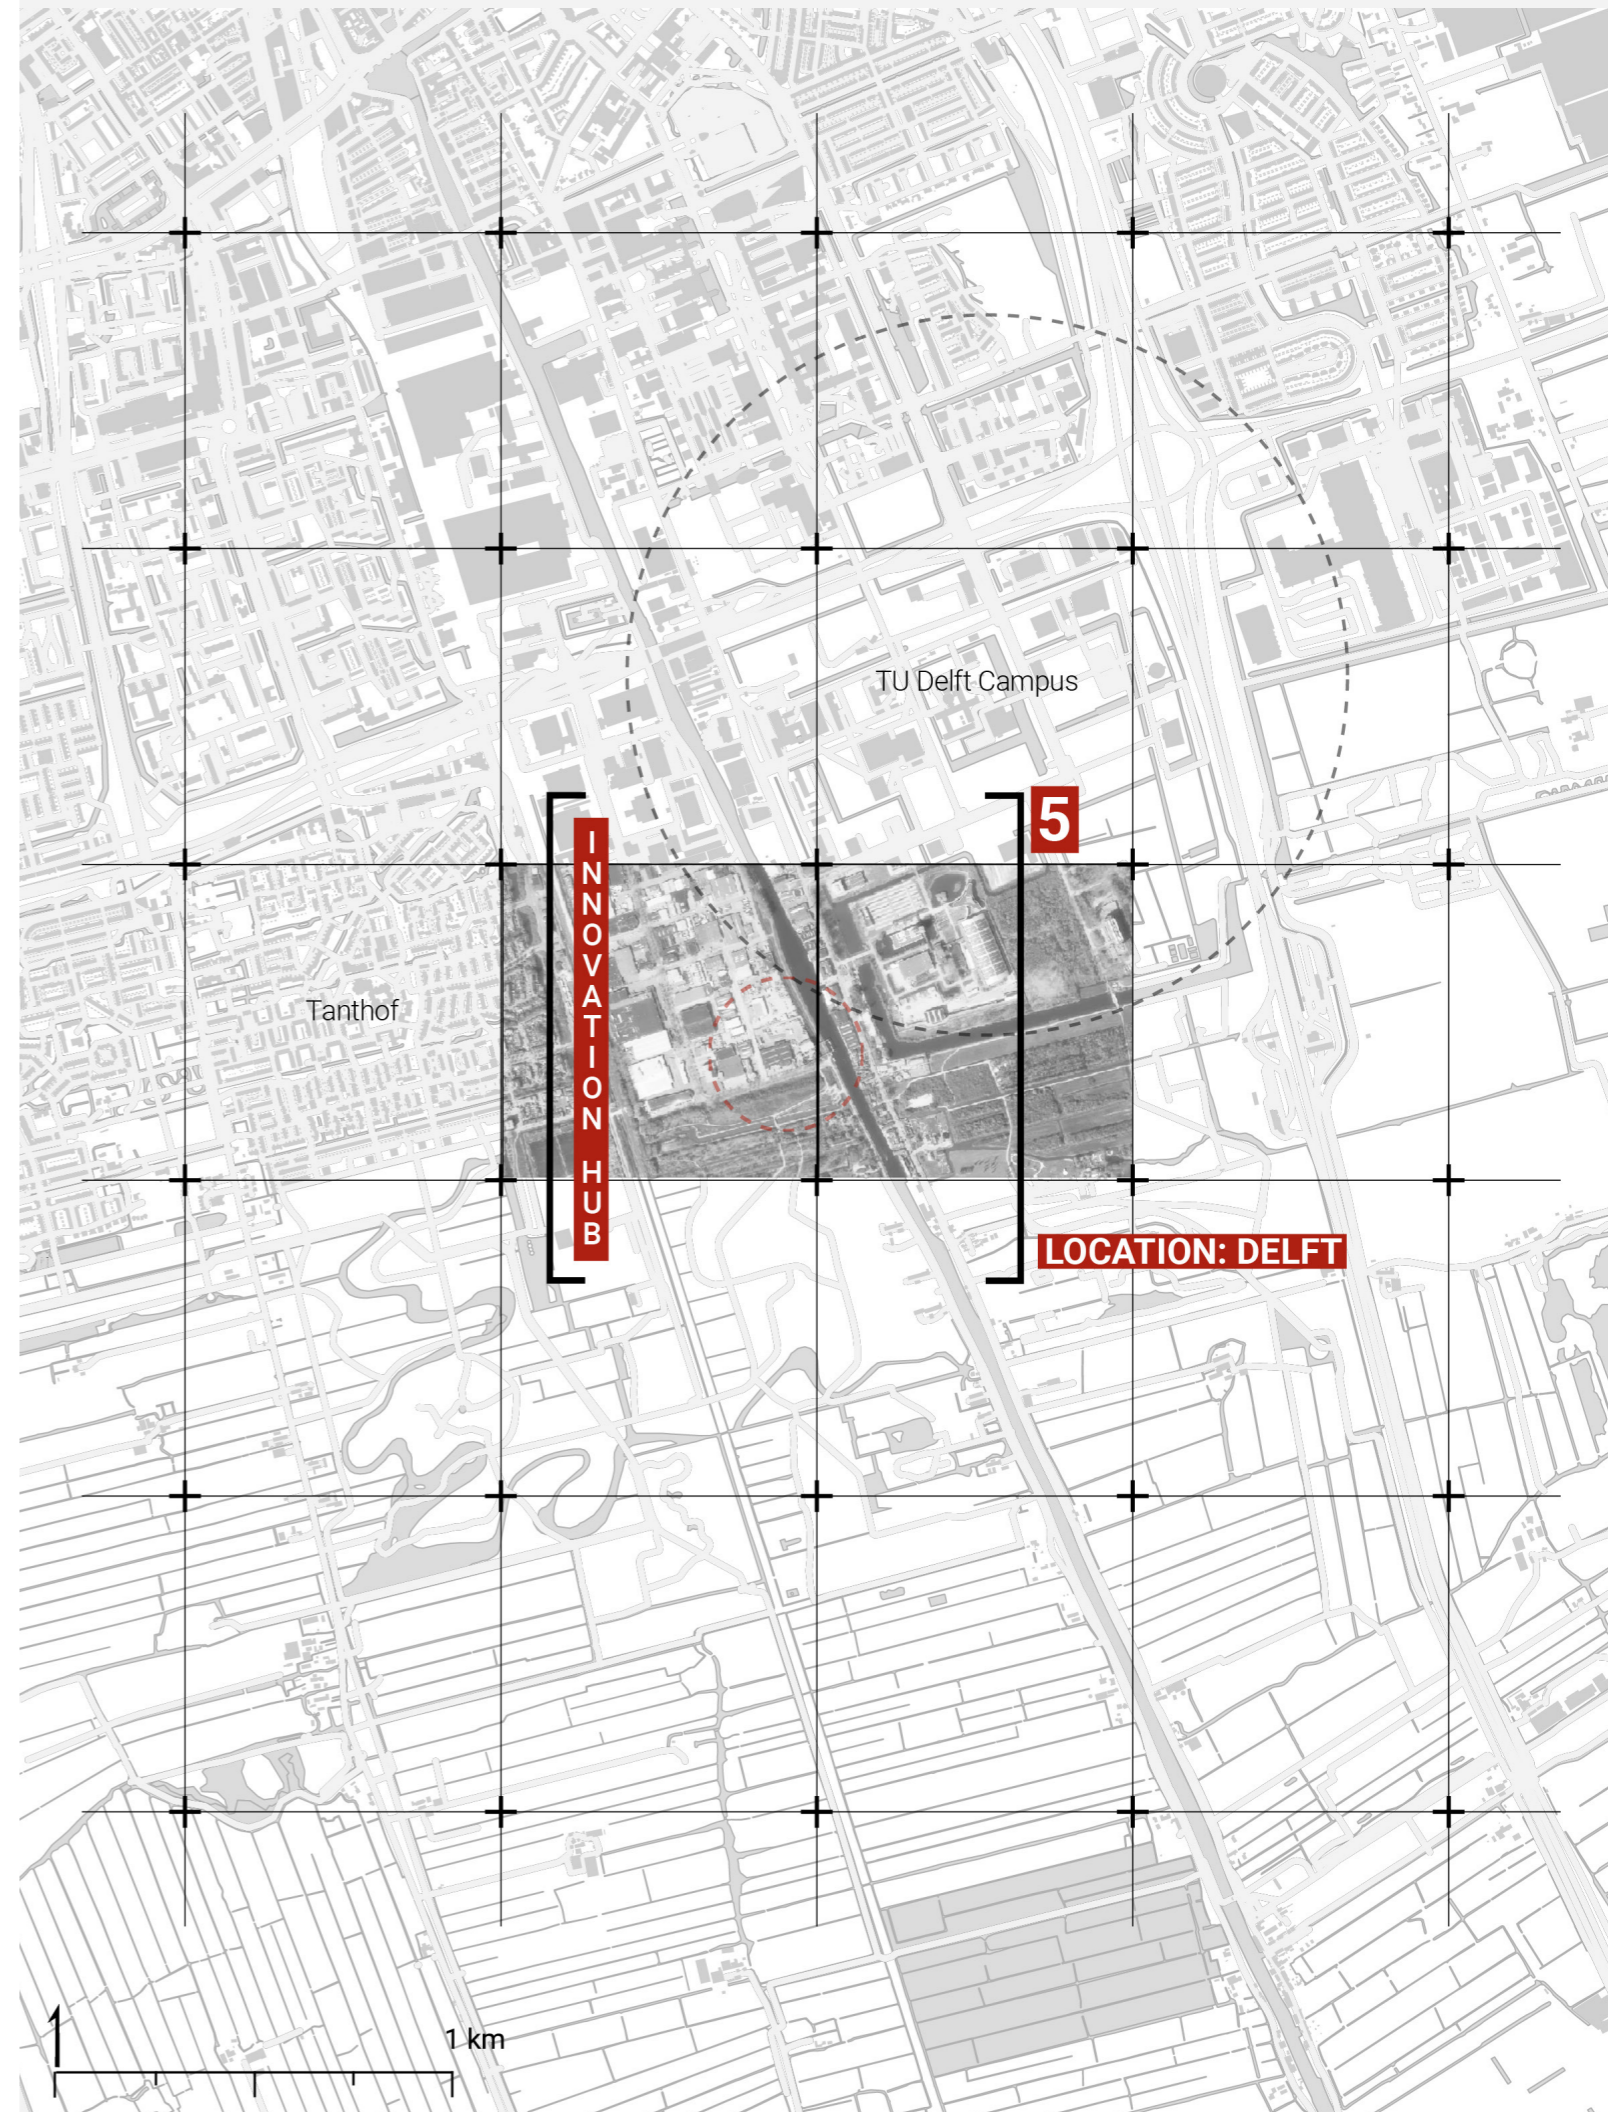 TU Delft Campus
5
INNOVATION HUB
Tanthof
LOCATION: DELFT
1 km